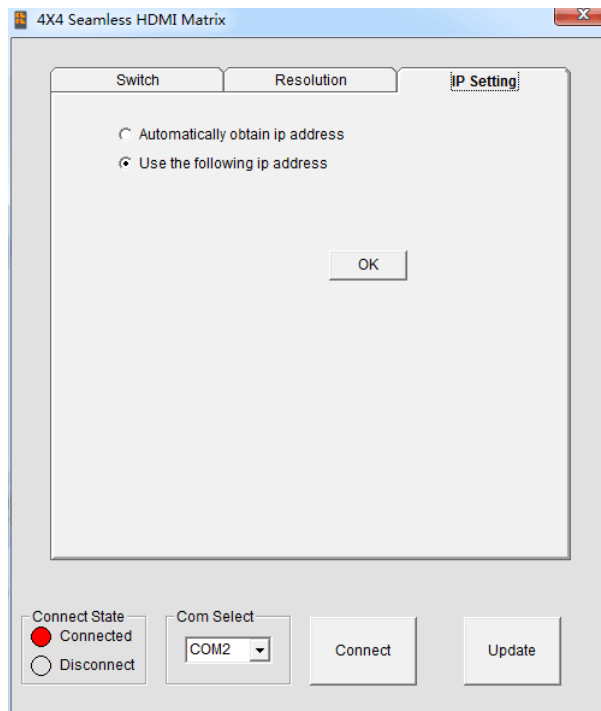 4X4 Seamless HDMI Matrix
Switch
Resolution
IP Setting
Automatically obtain ip address
Use the following ip address
OK
Connect State
Connected
Disconnect
Com Select
COM2
Connect
Update